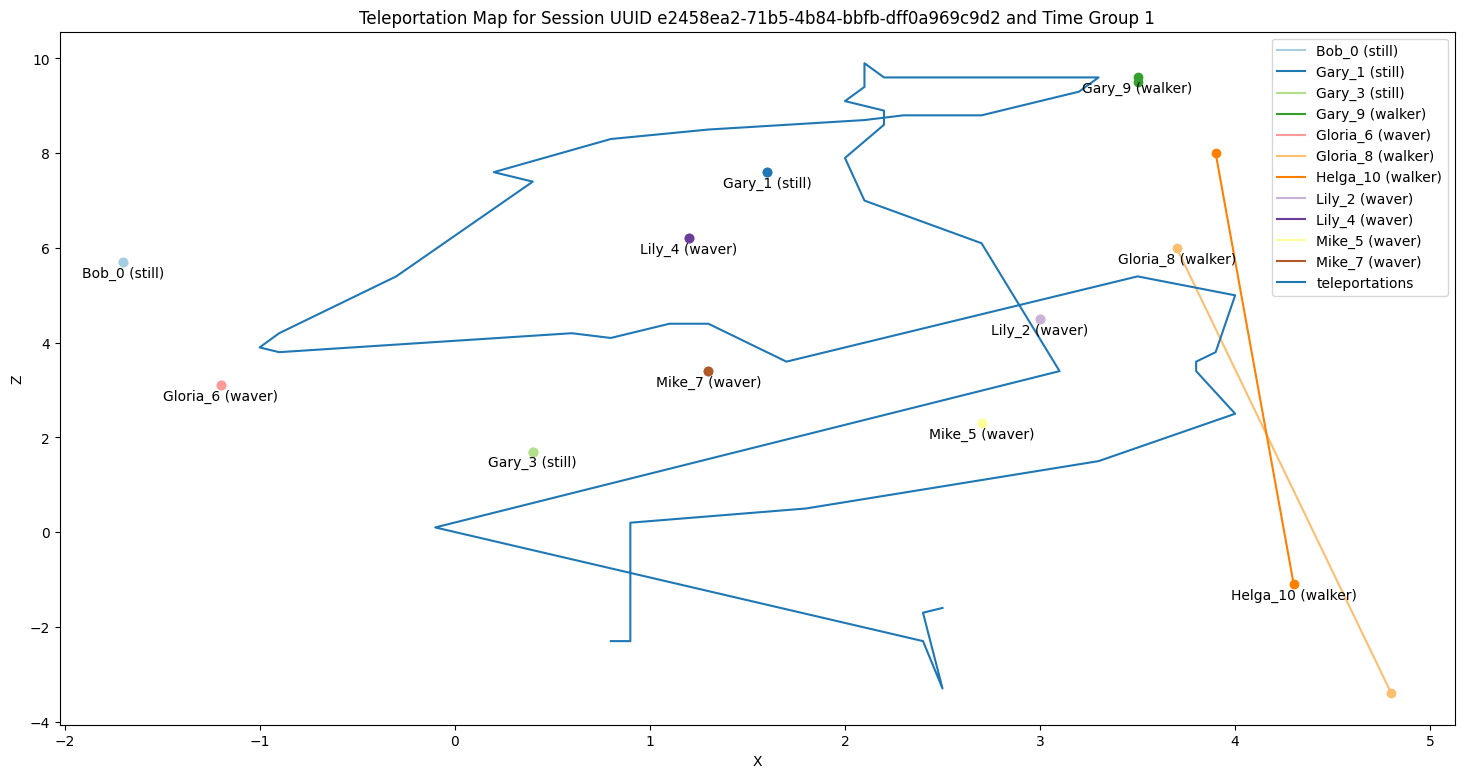 Teleportation Map for Session UUID e2458ea2-71b5-4b84-bbfb-dff0a969c9d2 and Time Group 1
Z
10
8
6
4
2
0
−2
−4
Gary_9 (walker)
Gary_1 (still)
Lily_4 (waver)
Gloria_8 (walker)
Bob_0 (still)
Lily_2 (waver)
Mike_7 (waver)
Gloria_6 (waver)
Mike_5 (waver)
Gary_3 (still)
Helga_10 (walker)
Bob_0 (still)
Gary_1 (still)
Gary_3 (still)
Gary_9 (walker)
Gloria_6 (waver)
Gloria_8 (walker)
Helga_10 (walker)
Lily_2 (waver)
Lily_4 (waver)
Mike_5 (waver)
Mike_7 (waver)
teleportations
−2 −1 0 1 2 3 4 5
X